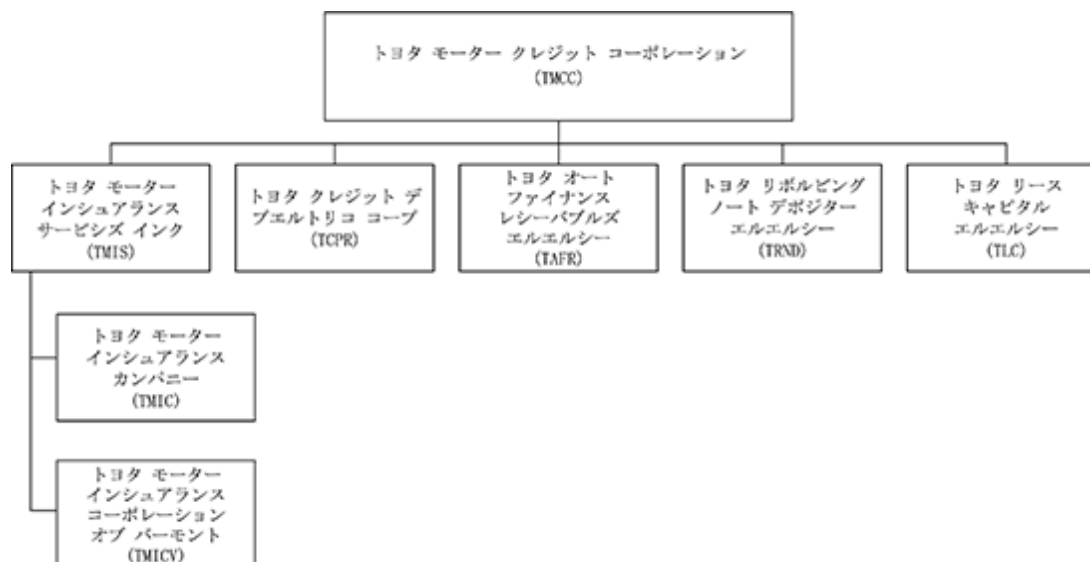 トヨタ モーター クレジット コーポレーション
(TMCC)
トヨタ モーター
インシュアランス
サービシズ インク
(TMIS)
トヨタ クレジット デ
プエルトリコ コープ
(TCPR)
トヨタ オート
ファイナンス
レシーバブルズ
エルエルシー
(TAFR)
トヨタ リボルビング
ノート デポジター
エルエルシー
(TRND)
トヨタ リース
キャピタル
エルエルシー
(TLC)
トヨタ モーター
インシュアランス
カンパニー
(TMIC)
トヨタ モーター
インシュアランス
コーポレーション
オブ バーモント
(TMICV)